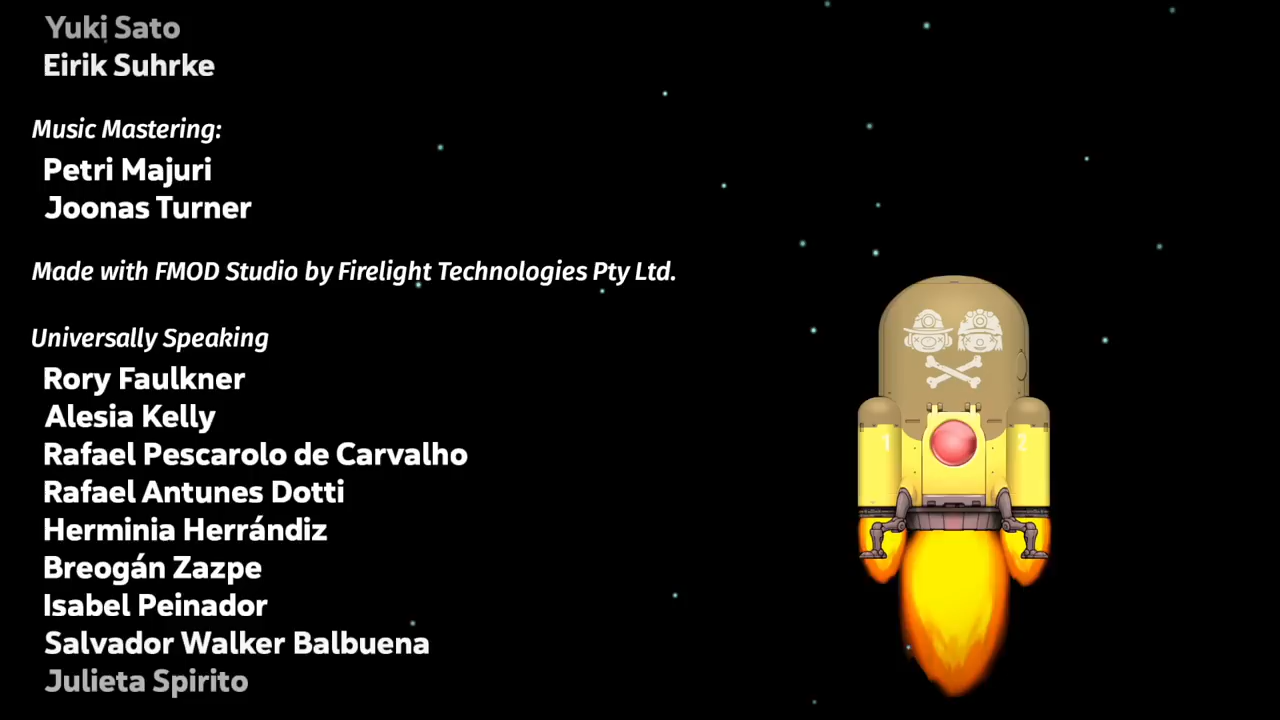 Yuki Sato
Eirik Suhrke
Music Mastering:
Petri Majuri
Joonas Turner
Made with FMOD Studio by Firelight Technologies Pty Ltd.
Universally Speaking
Rory Faulkner
Alesia Kelly
Rafael Pescarolo de Carvalho
Rafael Antunes Dotti
Herminia Herrándiz
Breogán Zazpe
Isabel Peinador
Salvador Walker Balbuena
Julieta Spirito
1
2